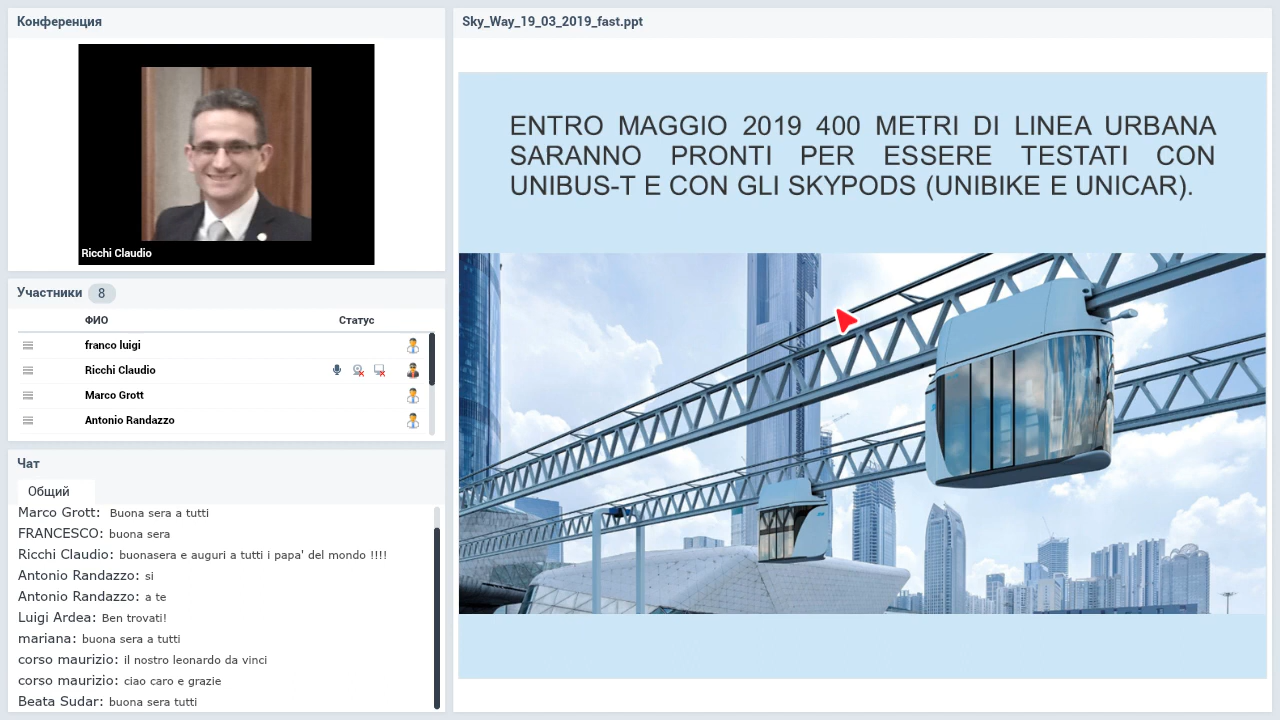 Конференция
Ricchi Claudio
Участники 8
ФИО Статус
franco luigi
Ricchi Claudio
Marco Grott
Antonio Randazzo
Чат
Общий
Marco Grott: Buona sera a tutti
FRANCESCO: buona sera
Ricchi Claudio: buonasera e auguri a tutti i papa' del mondo !!!!
Antonio Randazzo: si
Antonio Randazzo: a te
Luigi Ardea: Ben trovati!
mariana: buona sera a tutti
corso maurizio: il nostro leonardo da vinci
corso maurizio: ciao caro e grazie
Beata Sudar: buona sera tutti
Sky_Way_19_03_2019_fast.ppt
ENTRO MAGGIO 2019 400 METRI DI LINEA URBANA
SARANNO PRONTI PER ESSERE TESTATI CON
UNIBUS-T E CON GLI SKYPODS (UNIBIKE E UNICAR).